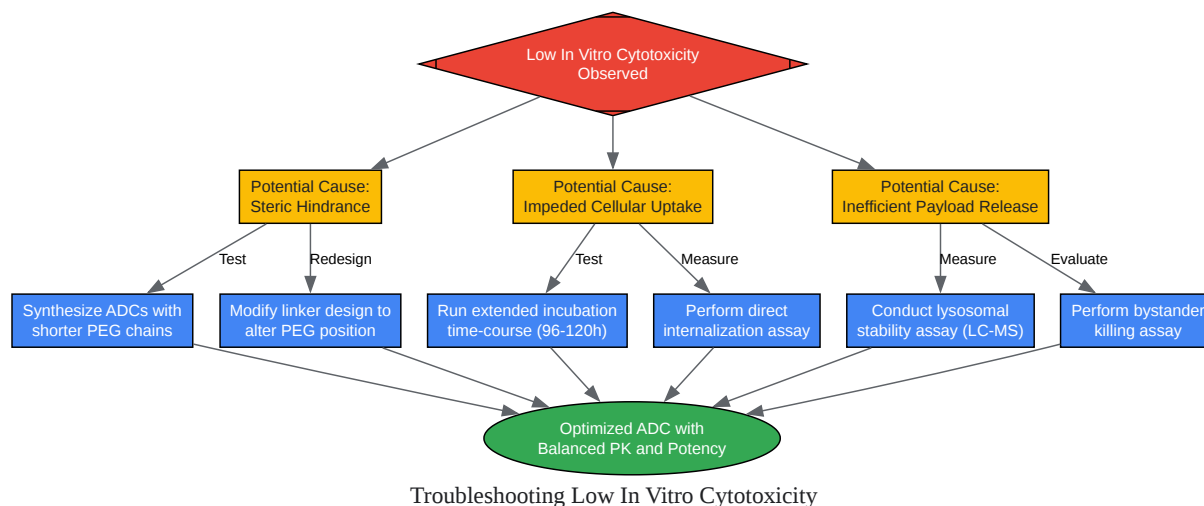 Low In Vitro Cytotoxicity
Observed
Potential Cause:
Steric Hindrance
Potential Cause:
Impeded Cellular Uptake
Potential Cause:
Inefficient Payload Release
Test
Redesign
Test
Measure
Measure
Evaluate
Synthesize ADCs with
shorter PEG chains
Modify linker design to
alter PEG position
Run extended incubation
time-course (96-120h)
Perform direct
internalization assay
Conduct lysosomal
stability assay (LC-MS)
Perform bystander
killing assay
Optimized ADC with
Balanced PK and Potency
Troubleshooting Low In Vitro Cytotoxicity